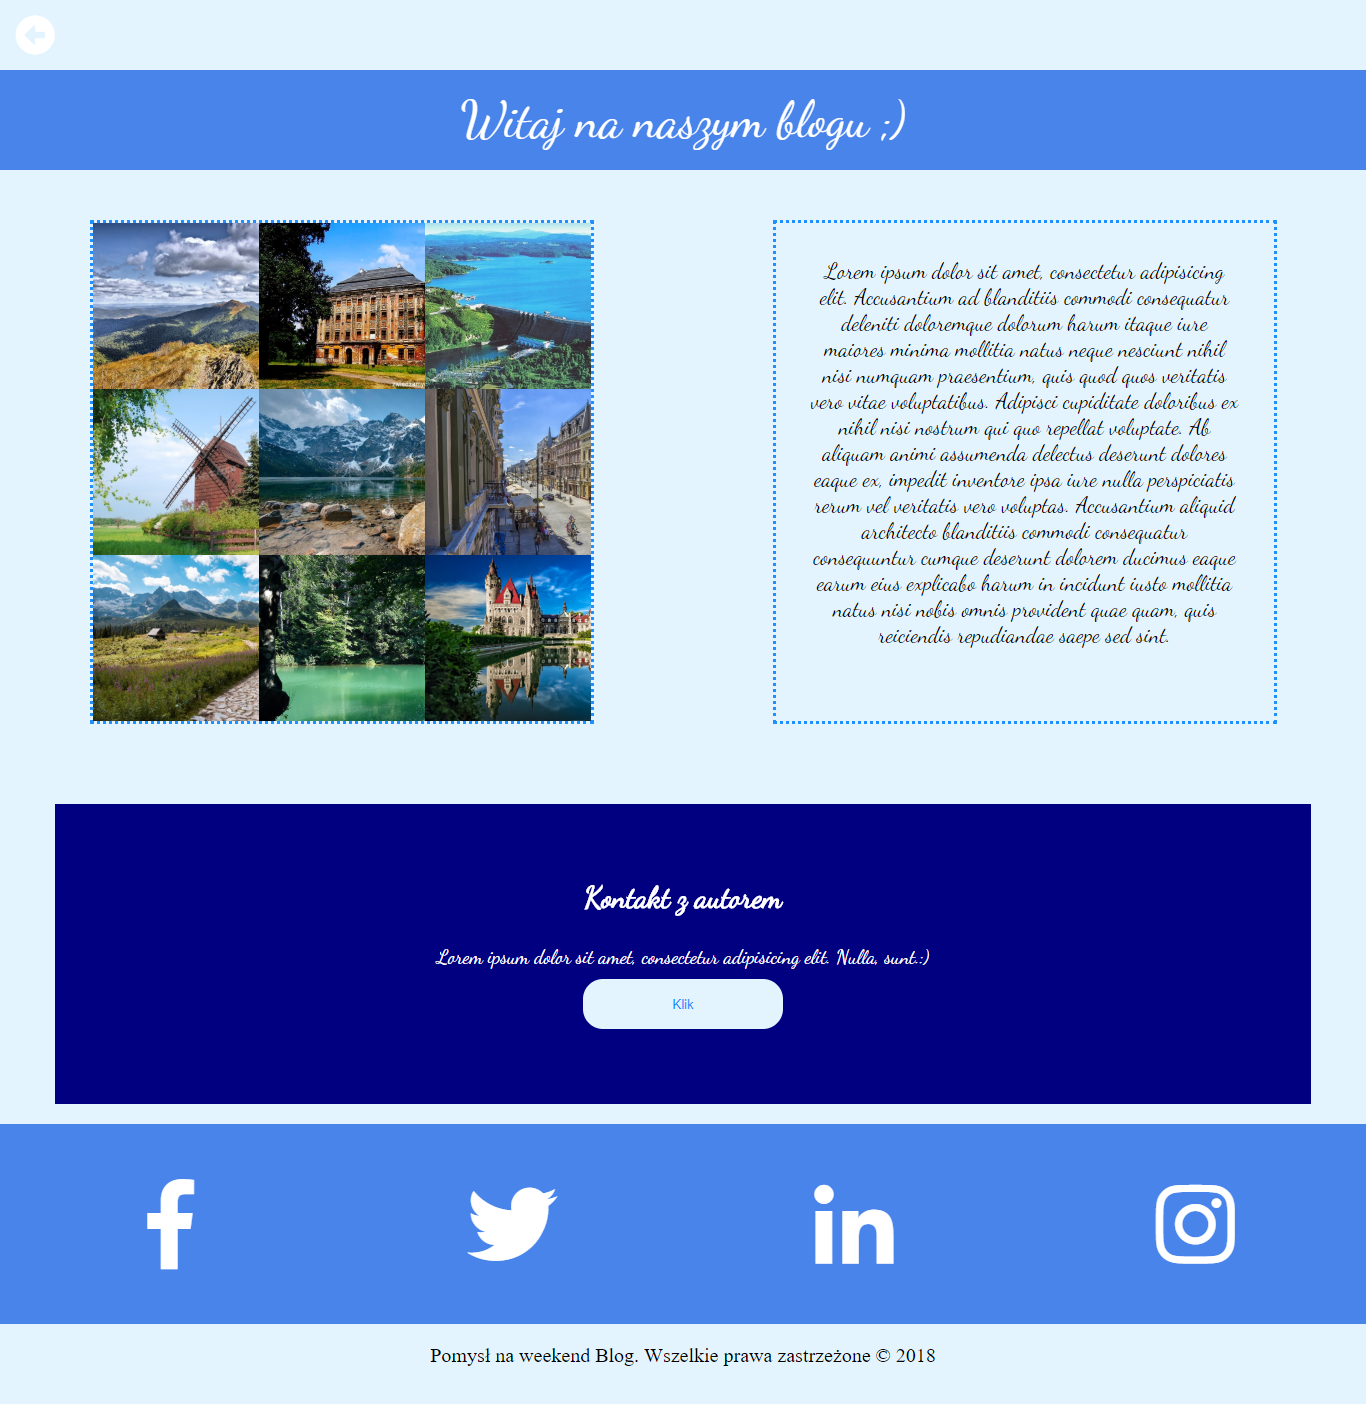 Witaj na naszym blogu ;)
Lorem ipsum dolor sit amet, consectetur adipisicing
elit. Accusantium ad blanditiis commodi consequatur
deleniti doloremque dolorum harum itaque iure
maiores minima mollitia natus neque nesciunt nihil
nisi numquam praesentium, quis quod quos veritatis
vero vitae voluptatibus. Adipisci cupiditate doloribus ex
nihil nisi nostrum qui quo repellat voluptate. Ab
aliquam animi assumenda delectus deserunt dolores
eaque ex, impedit inventore ipsa iure nulla perspiciatis
rerum vel veritatis vero voluptas. Accusantium aliquid
architecto blanditiis commodi consequatur
consequuntur cumque deserunt dolorem ducimus eaque
earum eius explicabo harum in incidunt iusto mollitia
natus nisi nobis omnis provident quae quam, quis
reiciendis repudiandae saepe sed sint.
Kontakt z autorem
Lorem ipsum dolor sit amet, consectetur adipisicing elit. Nulla, sunt.:)
Klik
Pomysł na weekend Blog. Wszelkie prawa zastrzeżone © 2018